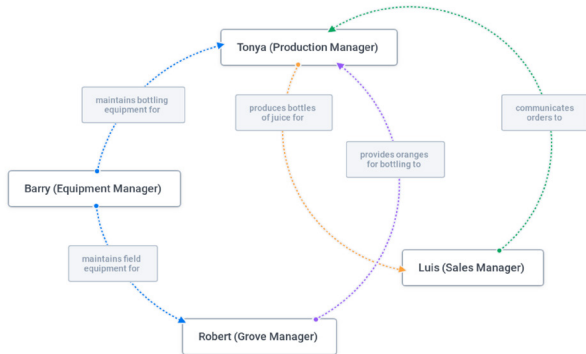 Tonya (Production Manager)
maintains bottling
equipment for
produces bottles
of juice for
communicates
orders to
provides oranges
for bottling to
Barry (Equipment Manager)
maintains field
equipment for
Luis (Sales Manager)
Robert (Grove Manager)